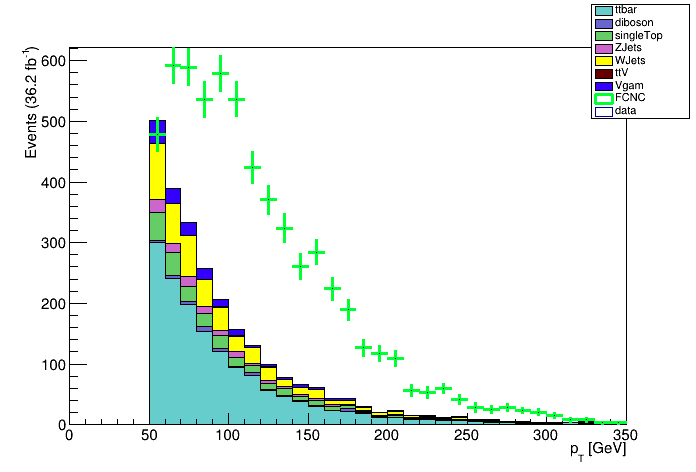 ttbar
diboson
singleTop
ZJets
WJets
ttV
Vgam
FCNC
data
Events (36.2 fb⁻¹)
600
500
400
300
200
100
0
0 50 100 150 200 250 300 350
p_T [GeV]